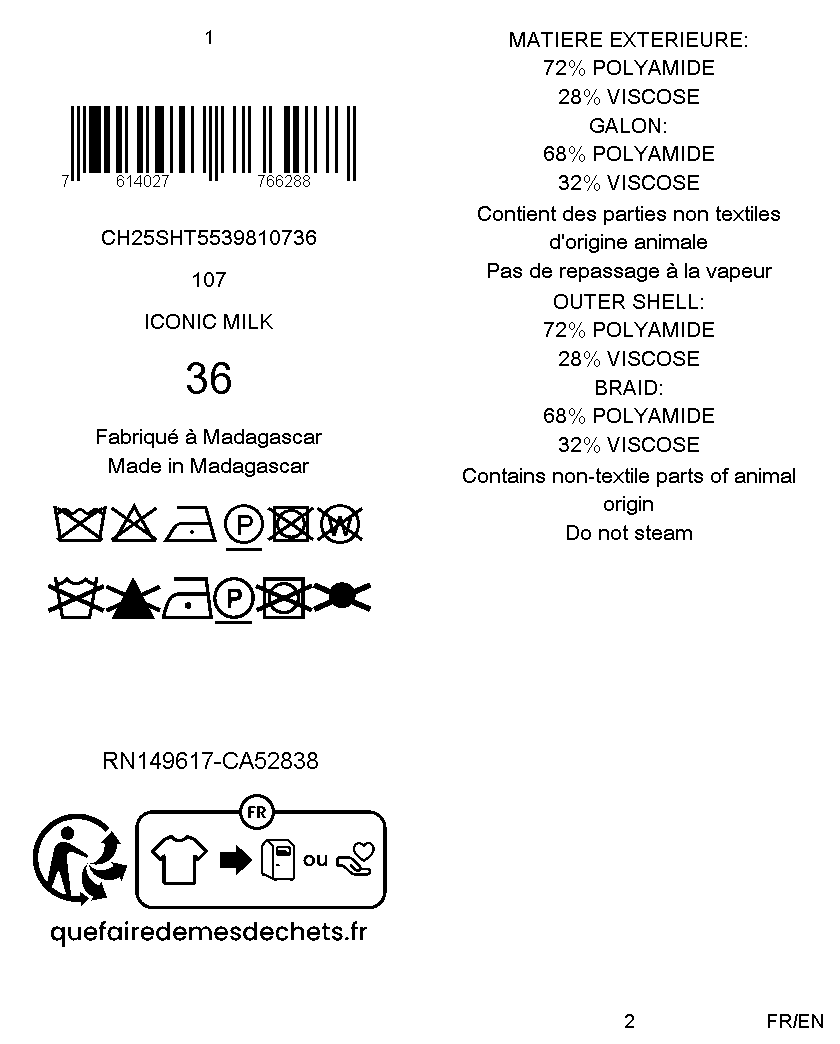 1
7 614027 766288
CH25SHT5539810736
107
ICONIC MILK
36
Fabriqué à Madagascar
Made in Madagascar
P W
P
RN149617-CA52838
FR
ou
quefairedemesdechets.fr
MATIERE EXTERIEURE:
72% POLYAMIDE
28% VISCOSE
GALON:
68% POLYAMIDE
32% VISCOSE
Contient des parties non textiles
d'origine animale
Pas de repassage à la vapeur
OUTER SHELL:
72% POLYAMIDE
28% VISCOSE
BRAID:
68% POLYAMIDE
32% VISCOSE
Contains non-textile parts of animal
origin
Do not steam
2 FR/EN